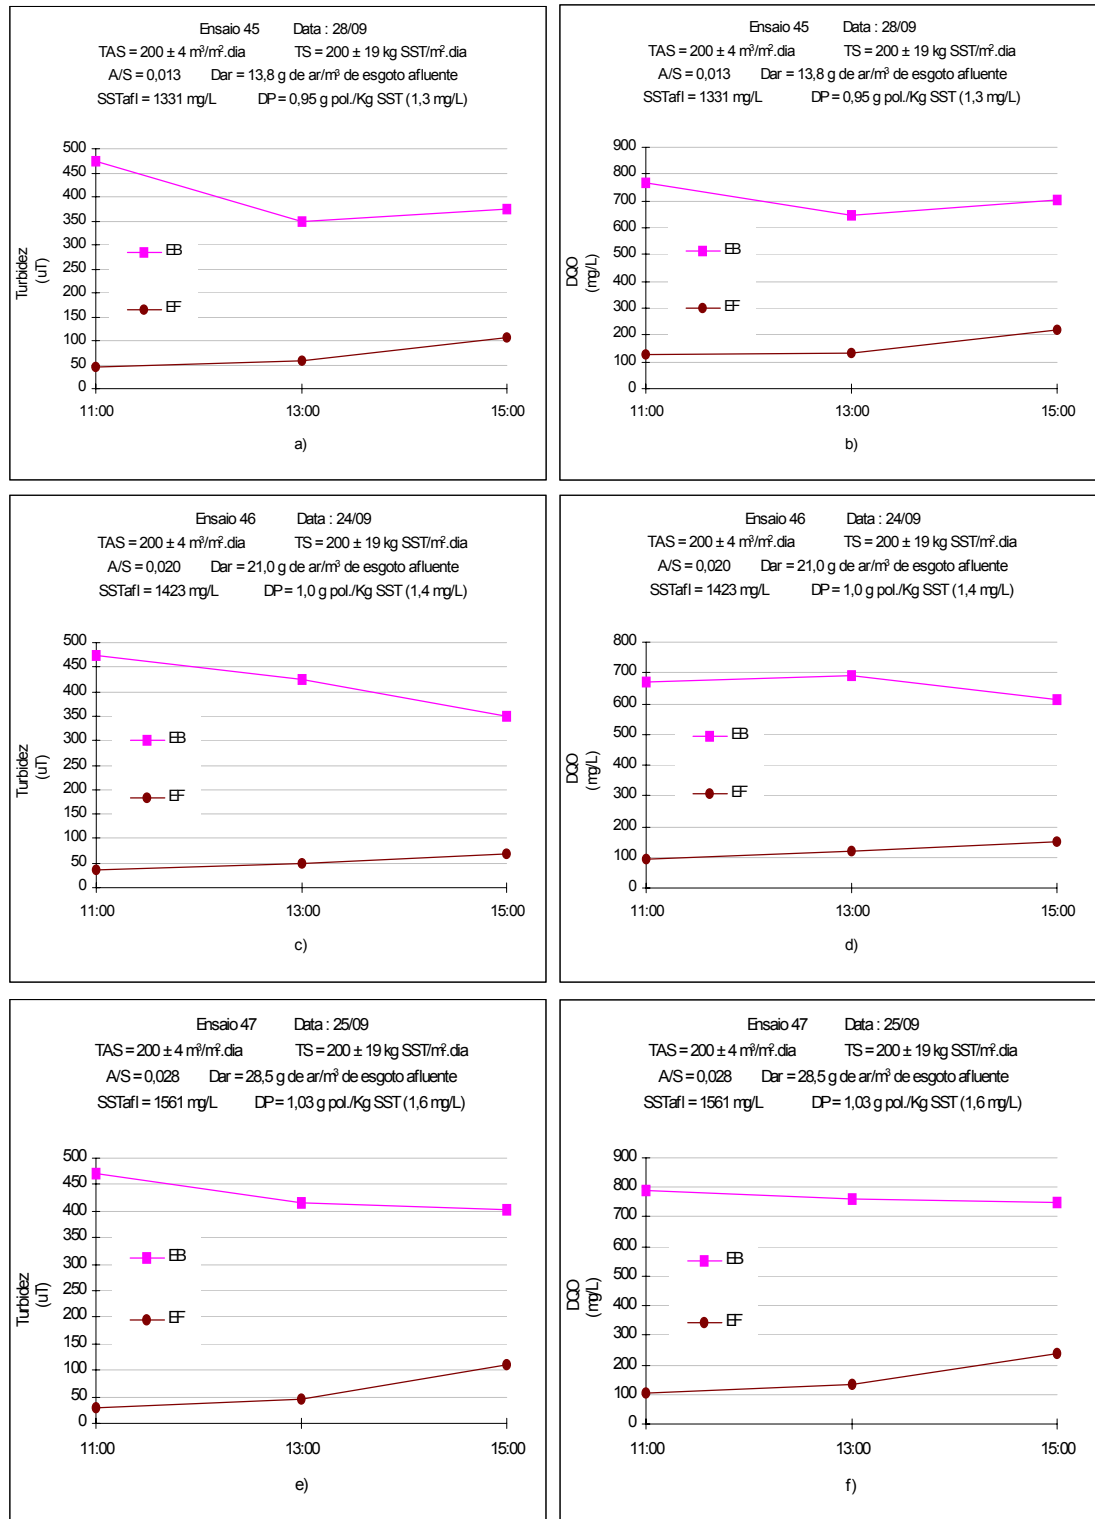 Ensaio 45 Data : 28/09
TAS = 200 ± 4 m³/m².dia TS = 200 ± 19 kg SST/m².dia
A/S = 0,013 Dar = 13,8 g de ar/m³ de esgoto afluente
SSTafl = 1331 mg/L DP = 0,95 g pol./Kg SST (1,3 mg/L)
500
450
400
350
300
250
200
150
100
50
0
Turbidez
(uT)
EB
EF
11:00 13:00 15:00
a)
Ensaio 45 Data : 28/09
TAS = 200 ± 4 m³/m².dia TS = 200 ± 19 kg SST/m².dia
A/S = 0,013 Dar = 13,8 g de ar/m³ de esgoto afluente
SSTafl = 1331 mg/L DP = 0,95 g pol./Kg SST (1,3 mg/L)
900
800
700
600
500
400
300
200
100
0
DQO
(mg/L)
EB
EF
11:00 13:00 15:00
b)
Ensaio 46 Data : 24/09
TAS = 200 ± 4 m³/m².dia TS = 200 ± 19 kg SST/m².dia
A/S = 0,020 Dar = 21,0 g de ar/m³ de esgoto afluente
SSTafl = 1423 mg/L DP = 1,0 g pol./Kg SST (1,4 mg/L)
500
450
400
350
300
250
200
150
100
50
0
Turbidez
(uT)
EB
EF
11:00 13:00 15:00
c)
Ensaio 46 Data : 24/09
TAS = 200 ± 4 m³/m².dia TS = 200 ± 19 kg SST/m².dia
A/S = 0,020 Dar = 21,0 g de ar/m³ de esgoto afluente
SSTafl = 1423 mg/L DP = 1,0 g pol./Kg SST (1,4 mg/L)
800
700
600
500
400
300
200
100
0
DQO
(mg/L)
EB
EF
11:00 13:00 15:00
d)
Ensaio 47 Data : 25/09
TAS = 200 ± 4 m³/m².dia TS = 200 ± 19 kg SST/m².dia
A/S = 0,028 Dar = 28,5 g de ar/m³ de esgoto afluente
SSTafl = 1561 mg/L DP = 1,03 g pol./Kg SST (1,6 mg/L)
500
450
400
350
300
250
200
150
100
50
0
Turbidez
(uT)
EB
EF
11:00 13:00 15:00
e)
Ensaio 47 Data : 25/09
TAS = 200 ± 4 m³/m².dia TS = 200 ± 19 kg SST/m².dia
A/S = 0,028 Dar = 28,5 g de ar/m³ de esgoto afluente
SSTafl = 1561 mg/L DP = 1,03 g pol./Kg SST (1,6 mg/L)
900
800
700
600
500
400
300
200
100
0
DQO
(mg/L)
EB
EF
11:00 13:00 15:00
f)